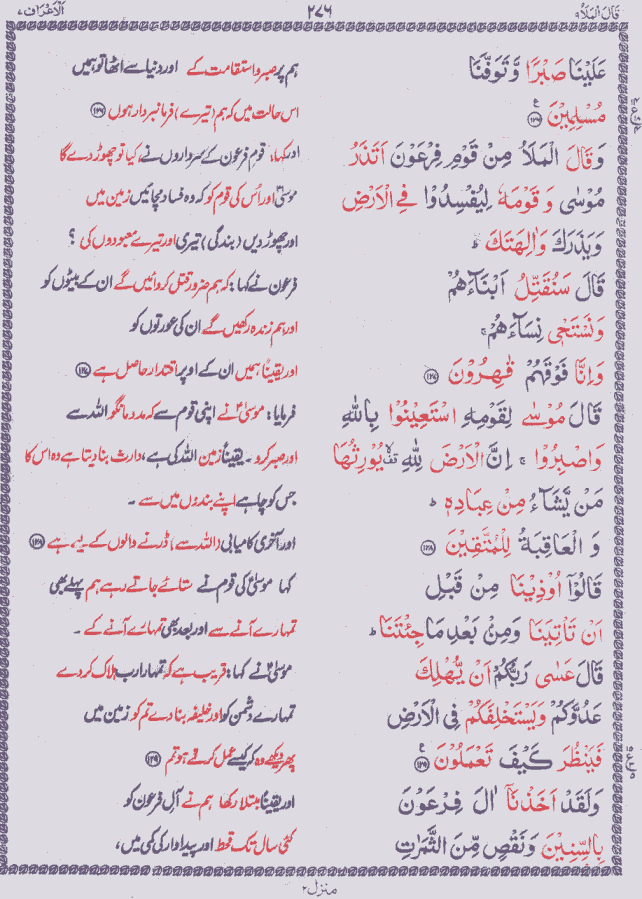 قَالَ الْمَلَاُ ۹
۲۷۶
اَلْاَعْرَاف ۷
عَلَيْنَا صَبْرًا وَّ تَوَفَّنَا
ہم پر صبر و استقامت کے اور دنیا سے اٹھا تو ہمیں
مُسْلِمِيْنَ ﴿۱۲۶﴾
اس حالت میں کہ ہم (تیرے) فرمانبردار ہوں ﴿۱۲۶﴾
وَ قَالَ الْمَلَاُ مِنْ قَوْمِ فِرْعَوْنَ اَتَذَرُ
اور کہا، قومِ فرعون کے سرداروں نے، کیا تو چھوڑ دے گا
مُوْسٰى وَ قَوْمَهٗ لِيُفْسِدُوْا فِي الْاَرْضِ
موسیٰؑ اور اُس کی قوم کو کہ وہ فساد مچائیں زمین میں
وَيَذَرَكَ وَاٰلِهَتَكَ ؕ
اور چھوڑ دیں (بندگی) تیری اور تیرے معبودوں کی ؟
قَالَ سَنُقَتِّلُ اَبْنَآءَهُمْ
فرعون نے کہا : کہ ہم ضرور قتل کروائیں گے ان کے بیٹوں کو
وَنَسْتَحْیٖ نِسَآءَهُمْ ۚ
اور ہم زندہ رکھیں گے ان کی عورتوں کو
وَاِنَّا فَوْقَهُمْ قٰهِرُوْنَ ﴿۱۲۷﴾
اور یقیناً ہمیں ان کے اوپر اقتدار حاصل ہے ﴿۱۲۷﴾
قَالَ مُوْسٰى لِقَوْمِهِ اسْتَعِيْنُوْا بِاللّٰهِ
فرمایا : موسیٰؑ نے اپنی قوم سے کہ مدد مانگو اللہ سے
وَاصْبِرُوْا ۚ اِنَّ الْاَرْضَ لِلّٰهِ ۙ۫ يُوْرِثُهَا
اور صبر کرو ۔ یقیناً زمین اللہ کی ہے، وارث بنا دیتا ہے وہ اس کا
مَنْ يَّشَآءُ مِنْ عِبَادِهٖ ؕ
جس کو چاہے اپنے بندوں میں سے ۔
وَ الْعَاقِبَةُ لِلْمُتَّقِيْنَ ﴿۱۲۸﴾
اور آخری کامیابی (اللہ سے) ڈرنے والوں کے لیے ہے ﴿۱۲۸﴾
قَالُوْٓا اُوْذِيْنَا مِنْ قَبْلِ
کہا موسیٰؑ کی قوم نے ستائے جاتے رہے ہم پہلے بھی
اَنْ تَاْتِيَنَا وَمِنْۢ بَعْدِ مَا جِئْتَنَا ؕ
تمہارے آنے سے اور بعد بھی تمہارے آنے کے ۔
قَالَ عَسٰى رَبُّكُمْ اَنْ يُّهْلِكَ
موسیٰؑ نے کہا : قریب ہے کہ تمہارا رب ہلاک کر دے
عَدُوَّكُمْ وَيَسْتَخْلِفَكُمْ فِي الْاَرْضِ
تمہارے دشمن کو اور خلیفہ بنا دے تم کو زمین میں
فَيَنْظُرَ كَيْفَ تَعْمَلُوْنَ ﴿۱۲۹﴾
پھر دیکھے وہ کہ کیسے عمل کرتے ہو تم ﴿۱۲۹﴾
وَلَقَدْ اَخَذْنَآ اٰلَ فِرْعَوْنَ
اور یقیناً مبتلا رکھا ہم نے آلِ فرعون کو
بِالسِّنِيْنَ وَنَقْصٍ مِّنَ الثَّمَرٰتِ
کئی سال تک قحط اور پیداوار کی کمی میں،
منزل ۲